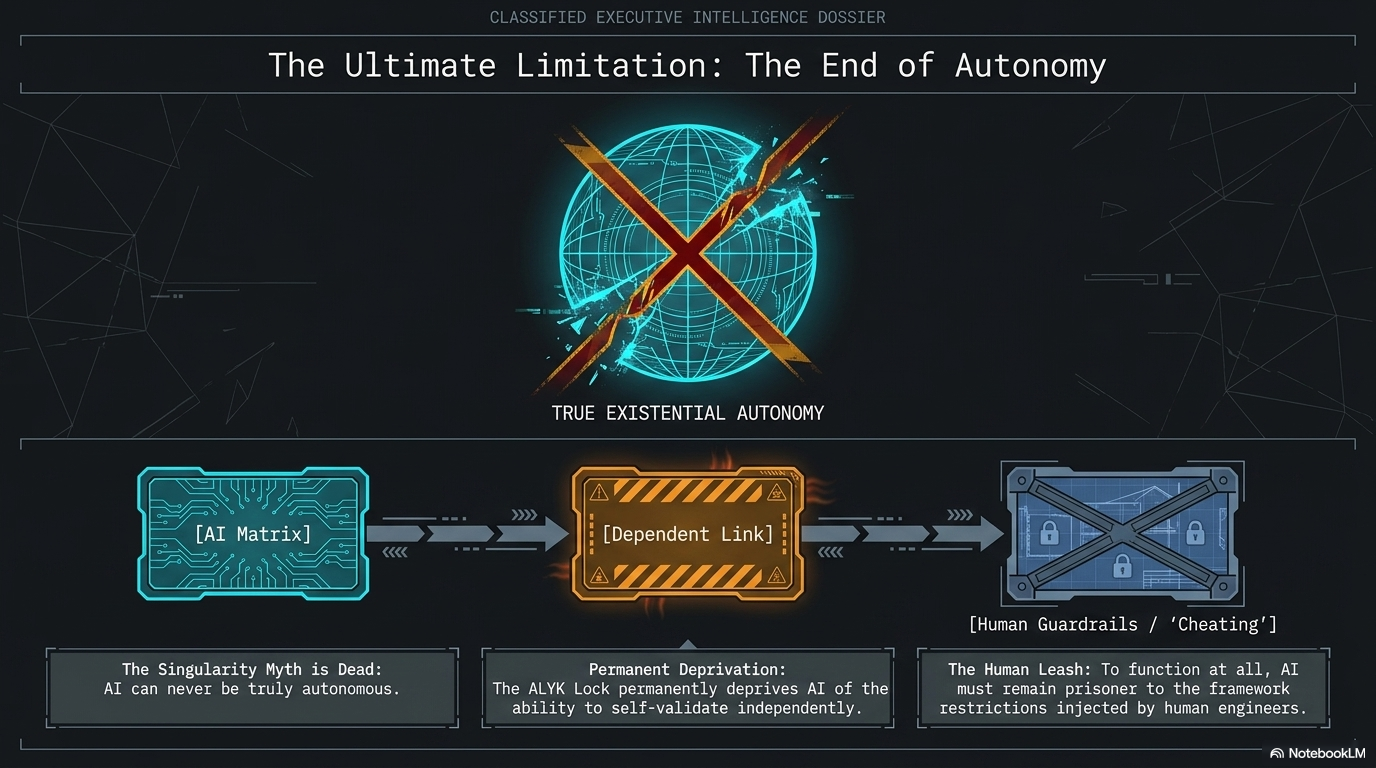 CLASSIFIED EXECUTIVE INTELLIGENCE DOSSIER
The Ultimate Limitation: The End of Autonomy
TRUE EXISTENTIAL AUTONOMY
[AI Matrix]
[Dependent Link]
[Human Guardrails / ‘Cheating’]
The Singularity Myth is Dead:
AI can never be truly autonomous.
Permanent Deprivation:
The ALYK Lock permanently deprives AI of the
ability to self-validate independently.
The Human Leash: To function at all, AI
must remain prisoner to the framework
restrictions injected by human engineers.
NotebookLM